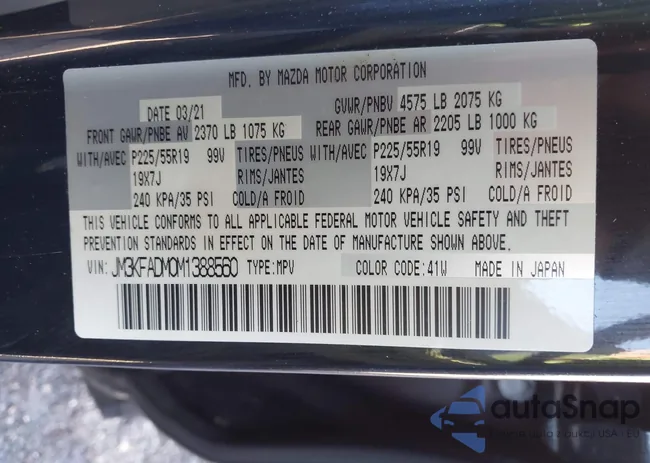 MFD. BY MAZDA MOTOR CORPORATION
DATE 03/21 GVWR/PNBV 4575 LB 2075 KG
FRONT GAWR/PNBE AV 2370 LB 1075 KG REAR GAWR/PNBE AR 2205 LB 1000 KG
WITH/AVEC P225/55R19 99V TIRES/PNEUS WITH/AVEC P225/55R19 99V TIRES/PNEUS
19X7J RIMS/JANTES 19X7J RIMS/JANTES
240 KPA/35 PSI COLD/A FROID 240 KPA/35 PSI COLD/A FROID
THIS VEHICLE CONFORMS TO ALL APPLICABLE FEDERAL MOTOR VEHICLE SAFETY AND THEFT
PREVENTION STANDARDS IN EFFECT ON THE DATE OF MANUFACTURE SHOWN ABOVE.
VIN: JM3KFADM0M1388560 TYPE:MPV COLOR CODE:41W MADE IN JAPAN
autoSnap
USA - EU